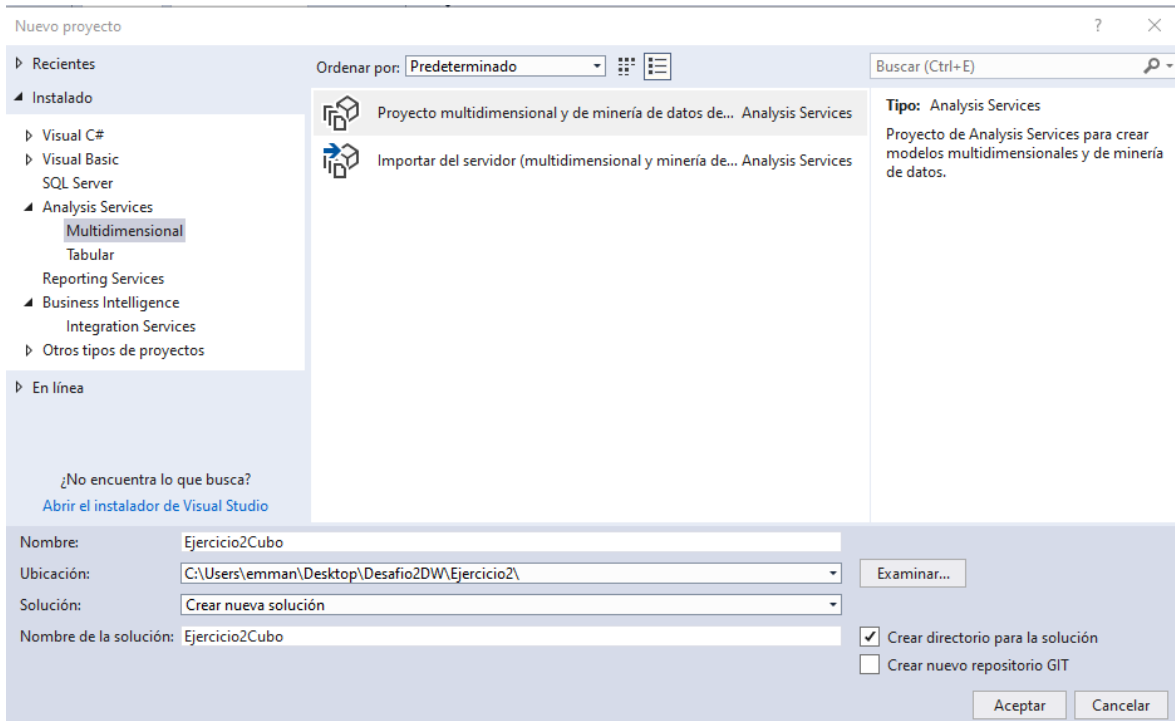 Nuevo proyecto
?
Recientes
Instalado
Visual C#
Visual Basic
SQL Server
Analysis Services
Multidimensional
Tabular
Reporting Services
Business Intelligence
Integration Services
Otros tipos de proyectos
En línea
¿No encuentra lo que busca?
Abrir el instalador de Visual Studio
Ordenar por: Predeterminado
Proyecto multidimensional y de minería de datos de... Analysis Services
Importar del servidor (multidimensional y minería de... Analysis Services
Buscar (Ctrl+E)
Tipo: Analysis Services
Proyecto de Analysis Services para crear
modelos multidimensionales y de minería
de datos.
Nombre: Ejercicio2Cubo
Ubicación: C:\Users\emman\Desktop\Desafio2DW\Ejercicio2\
Examinar...
Solución: Crear nueva solución
Nombre de la solución: Ejercicio2Cubo
Crear directorio para la solución
Crear nuevo repositorio GIT
Aceptar Cancelar